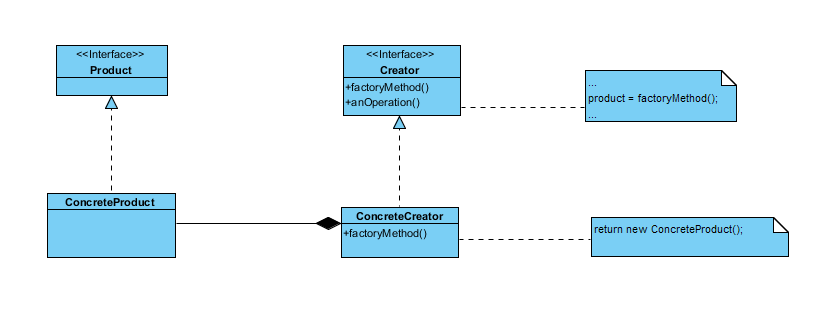 <<Interface>>
Product
<<Interface>>
Creator
+factoryMethod()
+anOperation()
...
product = factoryMethod();
...
ConcreteProduct
ConcreteCreator
+factoryMethod()
return new ConcreteProduct();